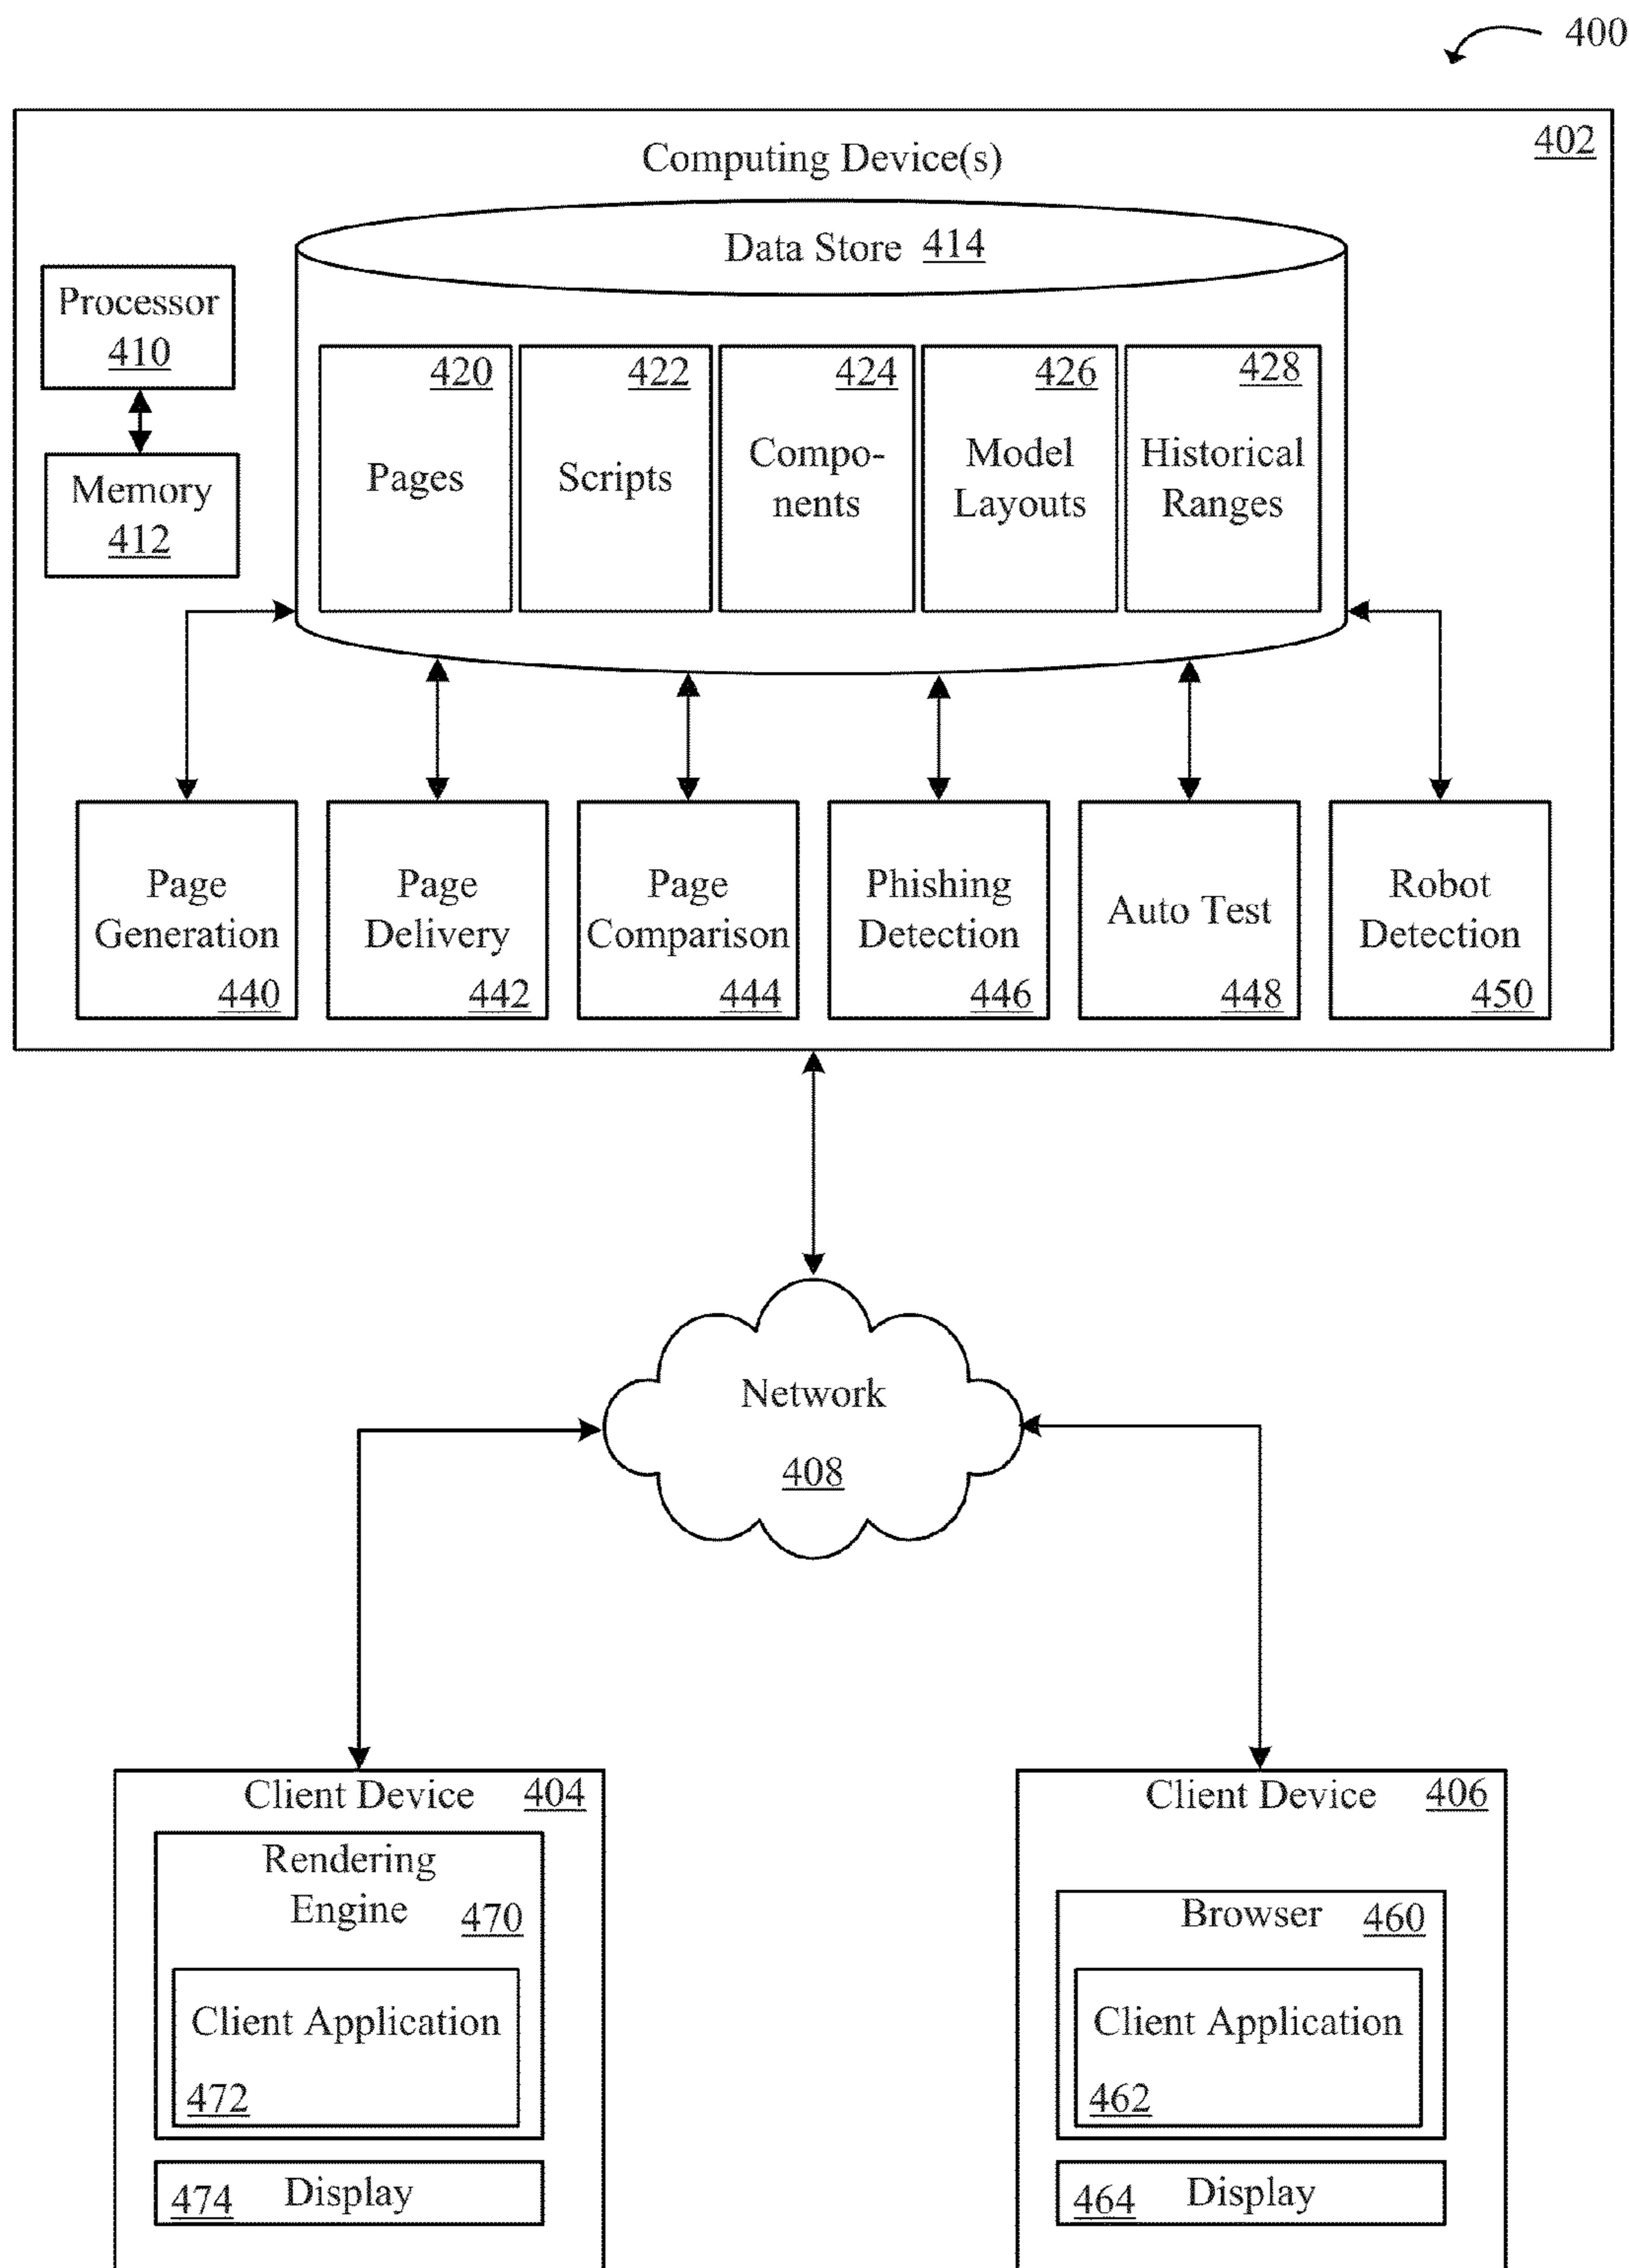 400
402
Computing Device(s)
Data Store 414
Processor
410
Memory
412
420
Pages
422
Scripts
424
Compo-
nents
426
Model
Layouts
428
Historical
Ranges
Page
Generation
440
Page
Delivery
442
Page
Comparison
444
Phishing
Detection
446
Auto Test
448
Robot
Detection
450
Network
408
Client Device 404
Rendering
Engine 470
Client Application
472
474 Display
Client Device 406
Browser 460
Client Application
462
464 Display